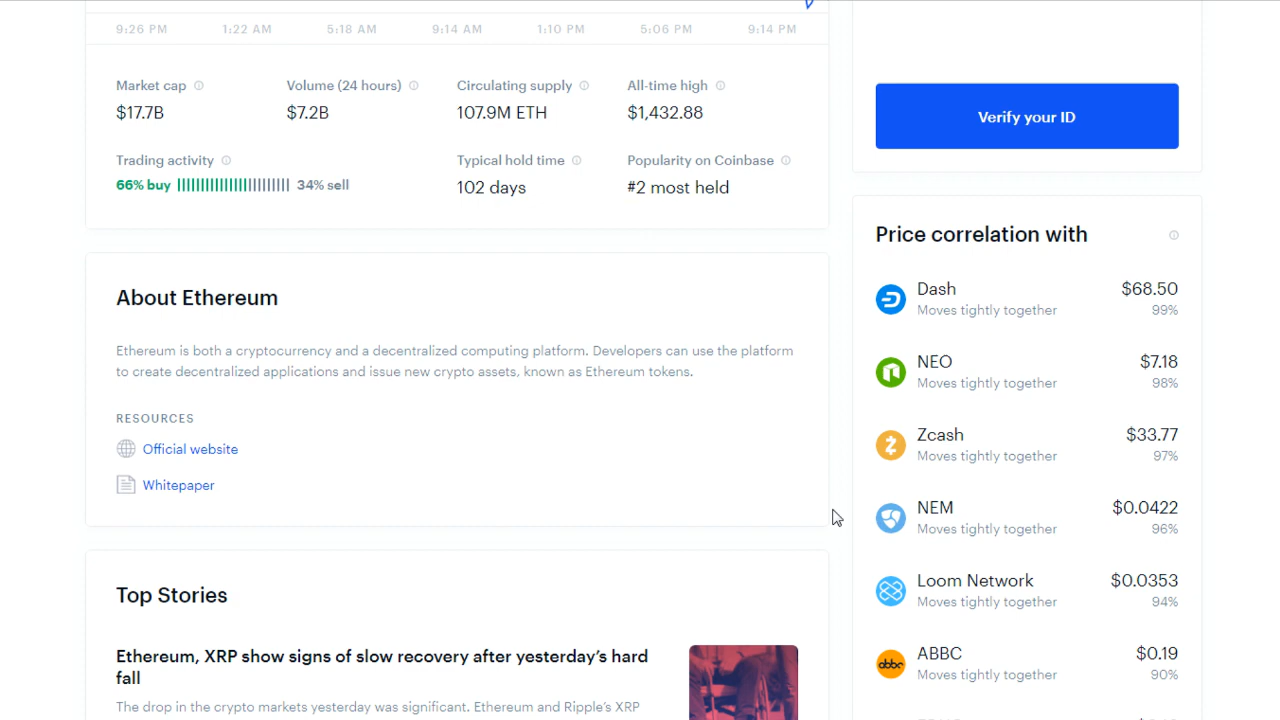 9:26 PM 1:22 AM 5:18 AM 9:14 AM 1:10 PM 5:06 PM 9:14 PM
Market cap Volume (24 hours) Circulating supply All-time high
$17.7B $7.2B 107.9M ETH $1,432.88
Trading activity Typical hold time Popularity on Coinbase
66% buy 34% sell 102 days #2 most held
About Ethereum
Ethereum is both a cryptocurrency and a decentralized computing platform. Developers can use the platform
to create decentralized applications and issue new crypto assets, known as Ethereum tokens.
RESOURCES
Official website
Whitepaper
Top Stories
Ethereum, XRP show signs of slow recovery after yesterday's hard
fall
The drop in the crypto markets yesterday was significant. Ethereum and Ripple's XRP
Verify your ID
Price correlation with
Dash $68.50
Moves tightly together 99%
NEO $7.18
Moves tightly together 98%
Zcash $33.77
Moves tightly together 97%
NEM $0.0422
Moves tightly together 96%
Loom Network $0.0353
Moves tightly together 94%
abbc
ABBC $0.19
Moves tightly together 90%